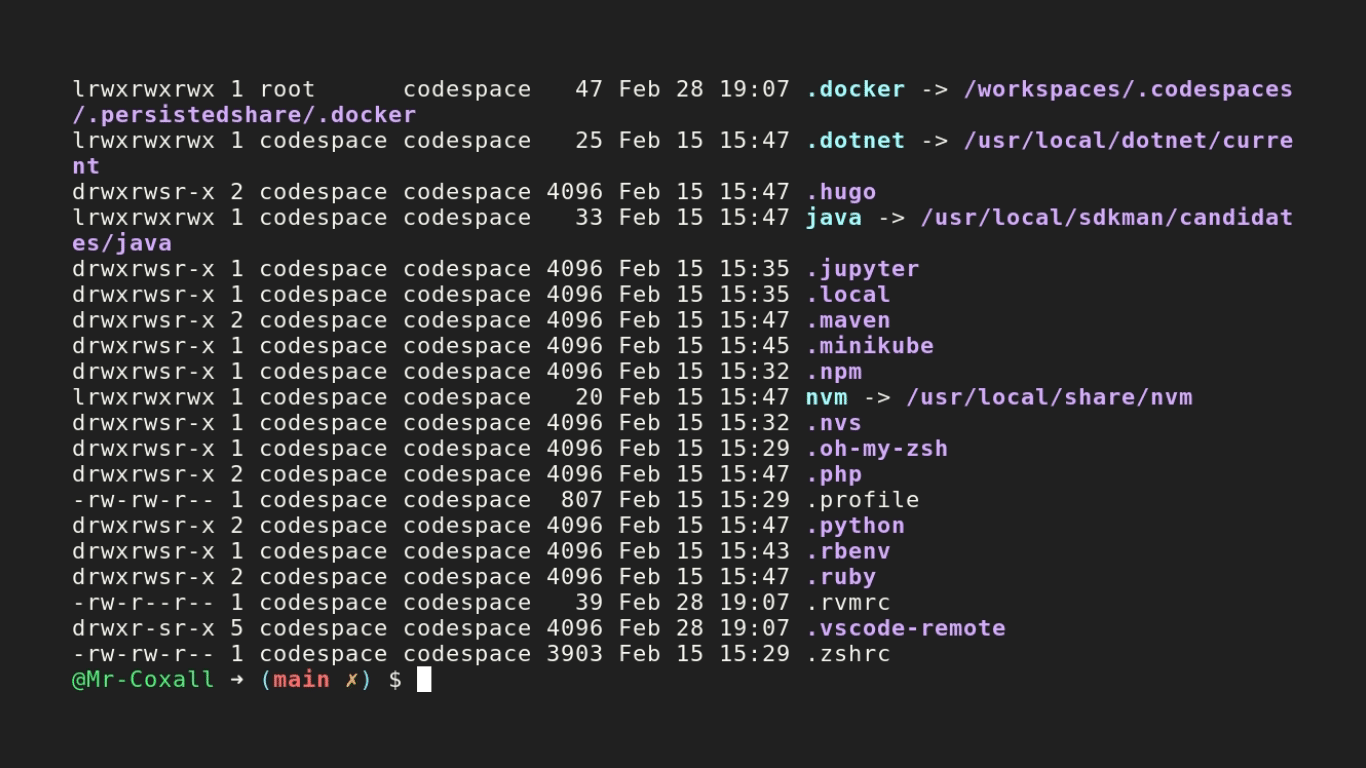 lrwxrwxrwx 1 root      codespace   47 Feb 28 19:07 .docker -> /workspaces/.codespaces
/.persistedshare/.docker
lrwxrwxrwx 1 codespace codespace   25 Feb 15 15:47 .dotnet -> /usr/local/dotnet/curre
nt
drwxrwsr-x 2 codespace codespace 4096 Feb 15 15:47 .hugo
lrwxrwxrwx 1 codespace codespace   33 Feb 15 15:47 java -> /usr/local/sdkman/candidat
es/java
drwxrwsr-x 1 codespace codespace 4096 Feb 15 15:35 .jupyter
drwxrwsr-x 1 codespace codespace 4096 Feb 15 15:35 .local
drwxrwsr-x 2 codespace codespace 4096 Feb 15 15:47 .maven
drwxrwsr-x 1 codespace codespace 4096 Feb 15 15:45 .minikube
drwxrwsr-x 1 codespace codespace 4096 Feb 15 15:32 .npm
lrwxrwxrwx 1 codespace codespace   20 Feb 15 15:47 nvm -> /usr/local/share/nvm
drwxrwsr-x 1 codespace codespace 4096 Feb 15 15:32 .nvs
drwxrwsr-x 1 codespace codespace 4096 Feb 15 15:29 .oh-my-zsh
drwxrwsr-x 2 codespace codespace 4096 Feb 15 15:47 .php
-rw-rw-r-- 1 codespace codespace  807 Feb 15 15:29 .profile
drwxrwsr-x 2 codespace codespace 4096 Feb 15 15:47 .python
drwxrwsr-x 1 codespace codespace 4096 Feb 15 15:43 .rbenv
drwxrwsr-x 2 codespace codespace 4096 Feb 15 15:47 .ruby
-rw-r--r-- 1 codespace codespace   39 Feb 28 19:07 .rvmrc
drwxr-sr-x 5 codespace codespace 4096 Feb 28 19:07 .vscode-remote
-rw-rw-r-- 1 codespace codespace 3903 Feb 15 15:29 .zshrc
@Mr-Coxall ➜ (main ✗) $